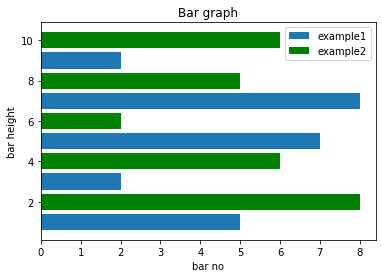 Bar graph
example1
example2
bar height
10
8
6
4
2
0 1 2 3 4 5 6 7 8
bar no